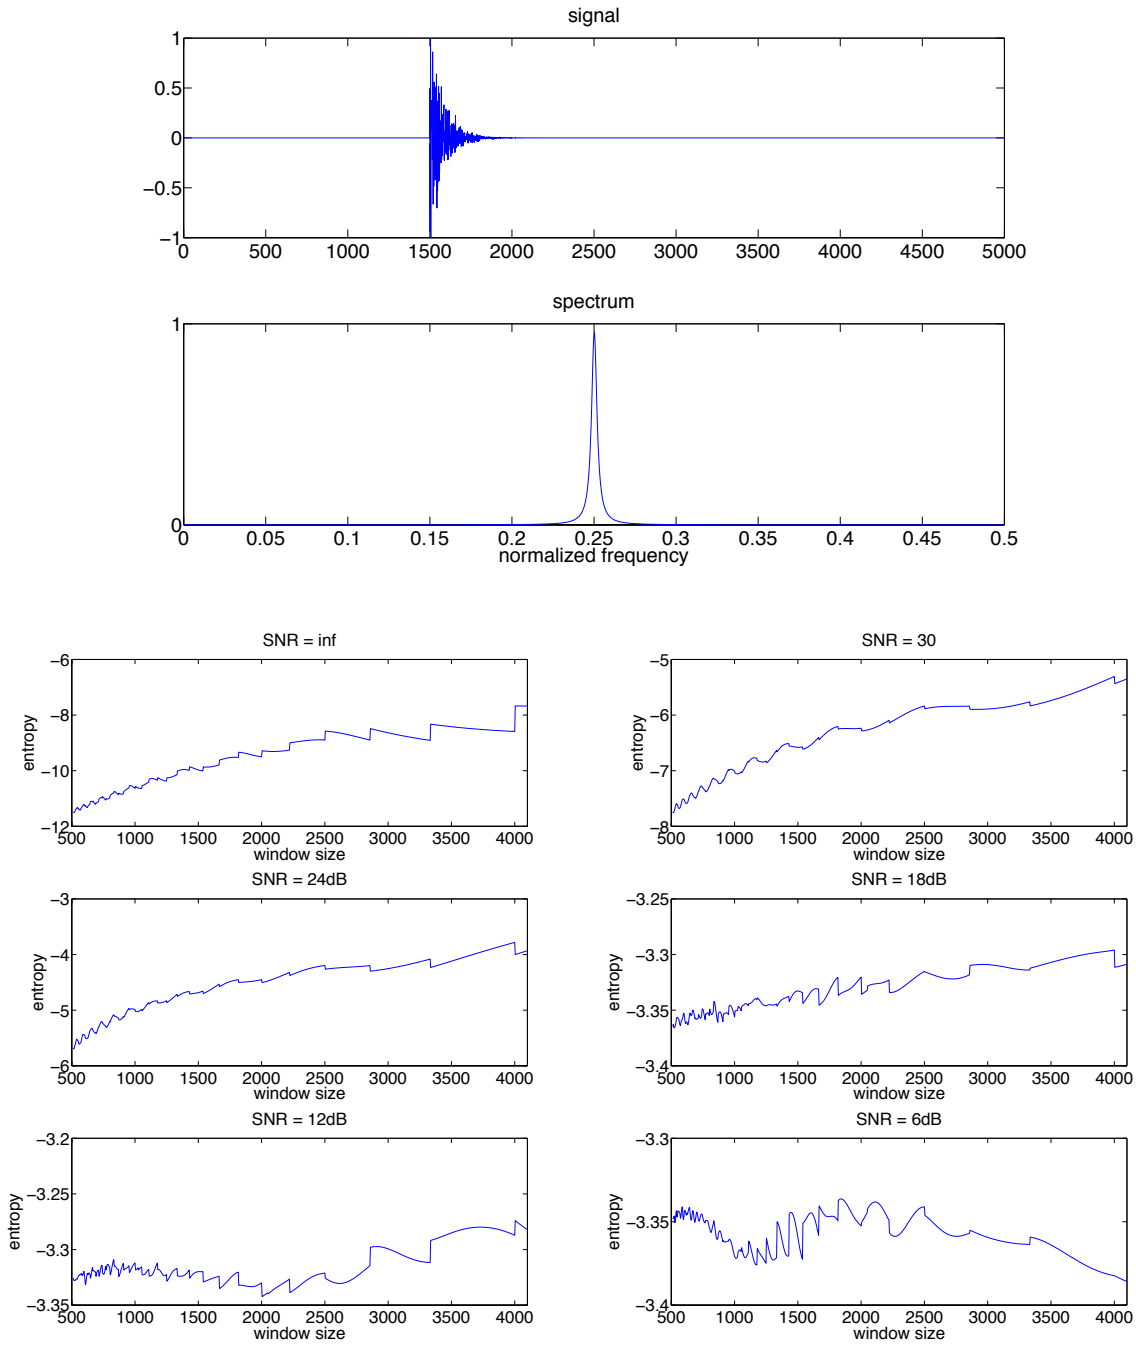 signal
1
0.5
0
−0.5
−1
0 500 1000 1500 2000 2500 3000 3500 4000 4500 5000
spectrum
1
0
0 0.05 0.1 0.15 0.2 0.25 0.3 0.35 0.4 0.45 0.5
normalized frequency
SNR = inf
−6
−8
−10
−12
entropy
500 1000 1500 2000 2500 3000 3500 4000
window size
SNR = 30
−5
−6
−7
−8
entropy
500 1000 1500 2000 2500 3000 3500 4000
window size
SNR = 24dB
−3
−4
−5
−6
entropy
500 1000 1500 2000 2500 3000 3500 4000
window size
SNR = 18dB
−3.25
−3.3
−3.35
−3.4
entropy
500 1000 1500 2000 2500 3000 3500 4000
window size
SNR = 12dB
−3.2
−3.25
−3.3
−3.35
entropy
500 1000 1500 2000 2500 3000 3500 4000
window size
SNR = 6dB
−3.3
−3.35
−3.4
entropy
500 1000 1500 2000 2500 3000 3500 4000
window size